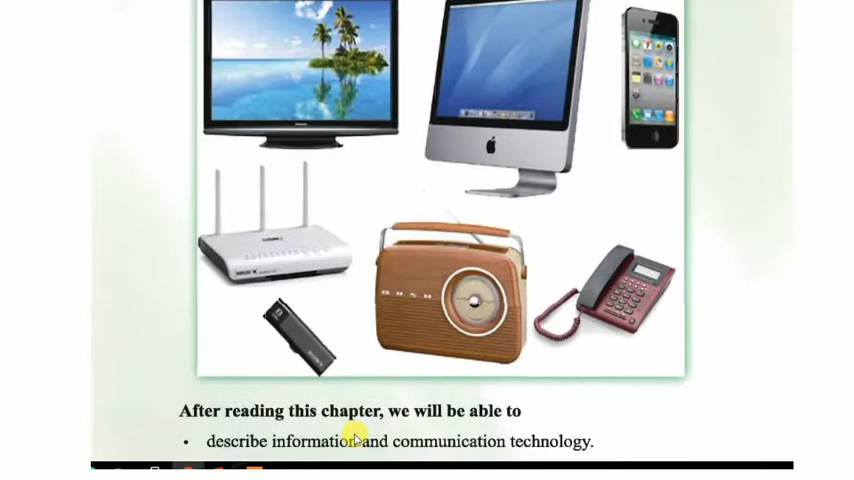 After reading this chapter, we will be able to
• describe information and communication technology.